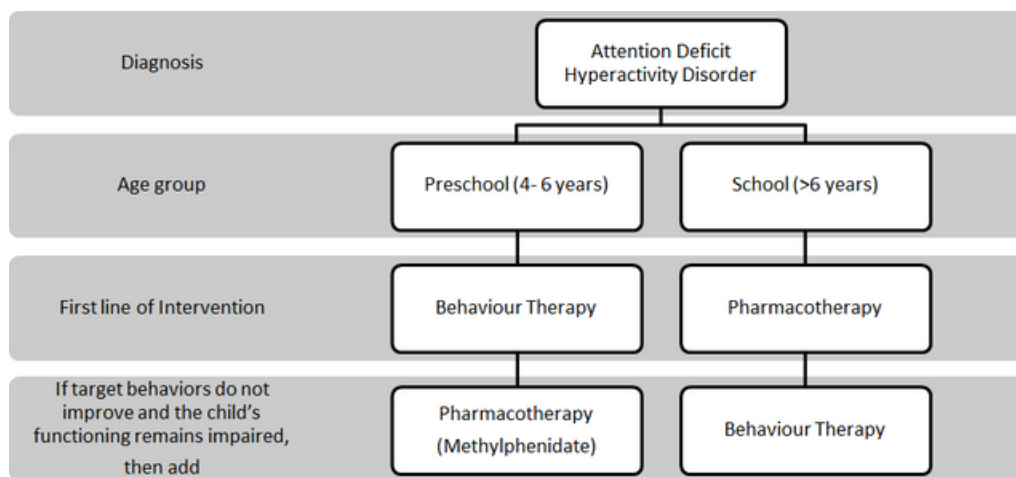 Diagnosis
Attention Deficit
Hyperactivity Disorder
Age group
Preschool (4- 6 years)
School (>6 years)
First line of Intervention
Behaviour Therapy
Pharmacotherapy
If target behaviors do not
improve and the child's
functioning remains impaired,
then add
Pharmacotherapy
(Methylphenidate)
Behaviour Therapy